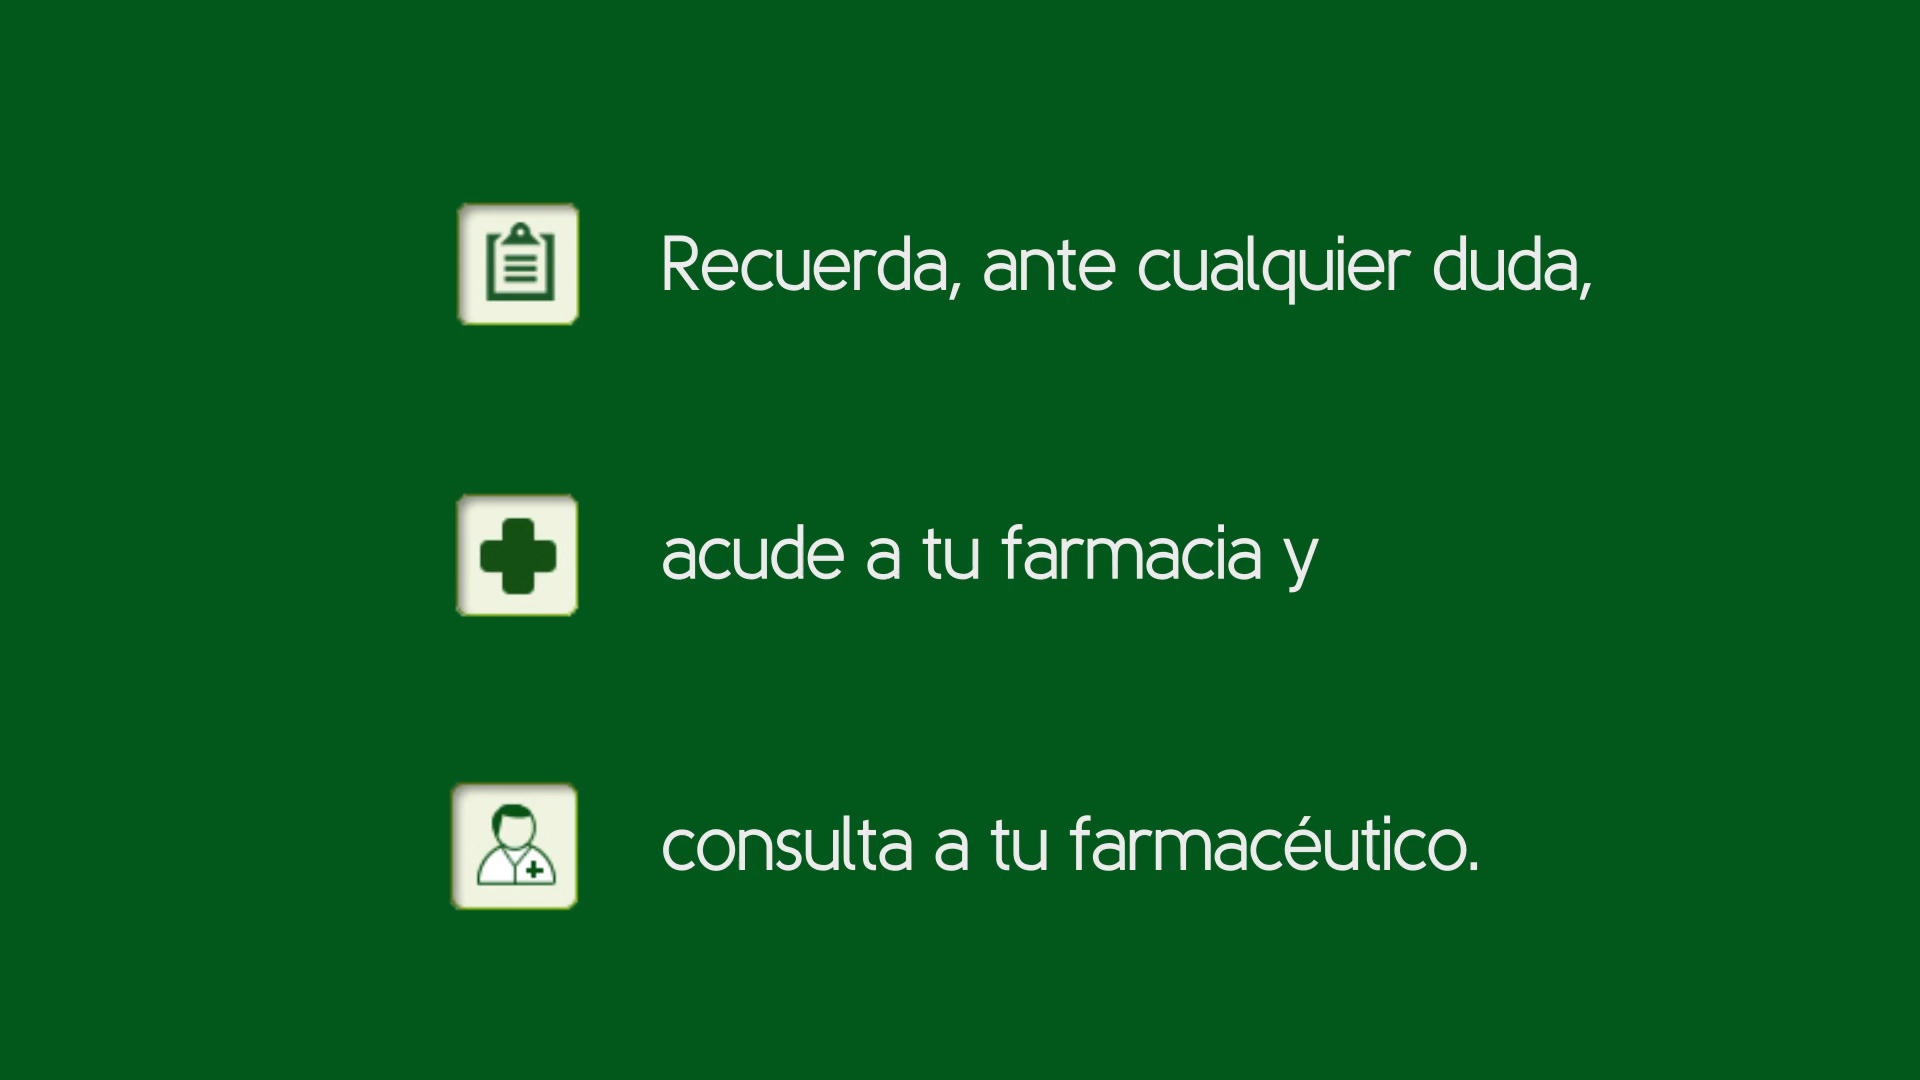 Recuerda, ante cualquier duda,
acude a tu farmacia y
consulta a tu farmacéutico.